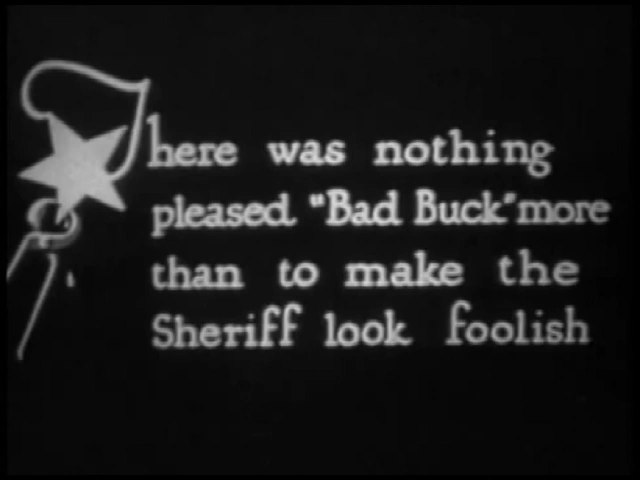 There was nothing
pleased "Bad Buck" more
than to make the
Sheriff look foolish